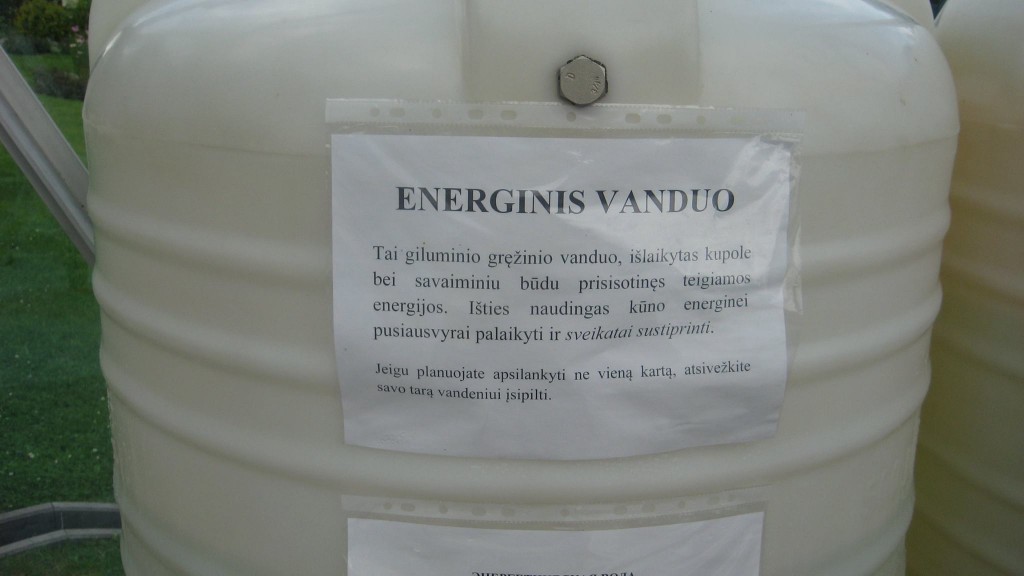 ENERGINIS VANDUO
Tai giluminio gręžinio vanduo, išlaikytas kupole
bei savaiminiu būdu prisisotinęs teigiamos
energijos. Išties naudingas kūno energinei
pusiausvyrai palaikyti ir sveikatai sustiprinti.
Jeigu planuojate apsilankyti ne vieną kartą, atsivežkite
savo tarą vandeniui įsipilti.